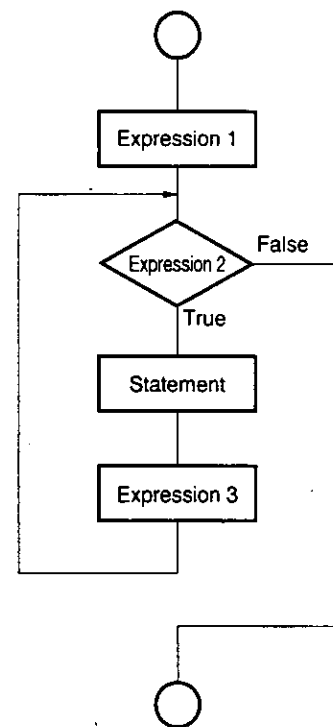 Expression 1
False
Expression 2
True
Statement
Expression 3